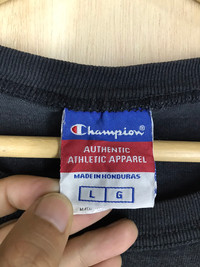 Champion
AUTHENTIC
ATHLETIC APPAREL
MADE IN HONDURAS
L G